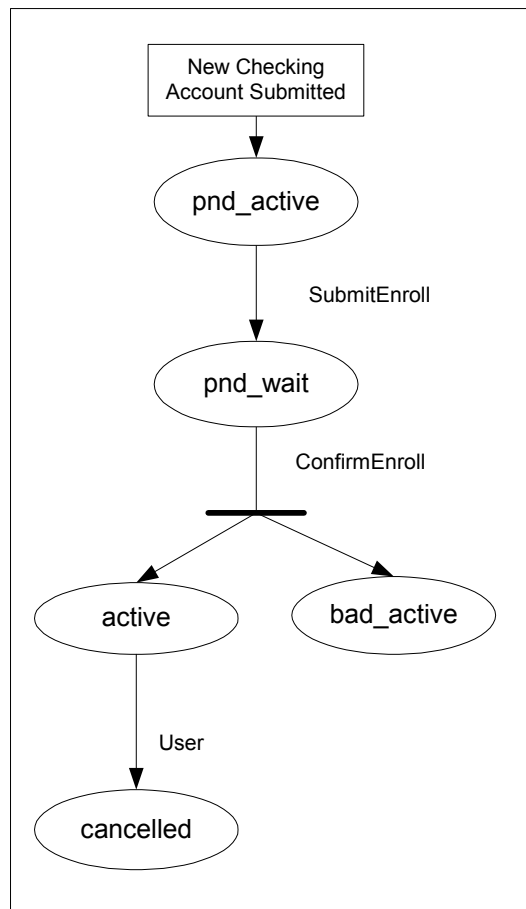 New Checking
Account Submitted
pnd_active
SubmitEnroll
pnd_wait
ConfirmEnroll
active
bad_active
User
cancelled